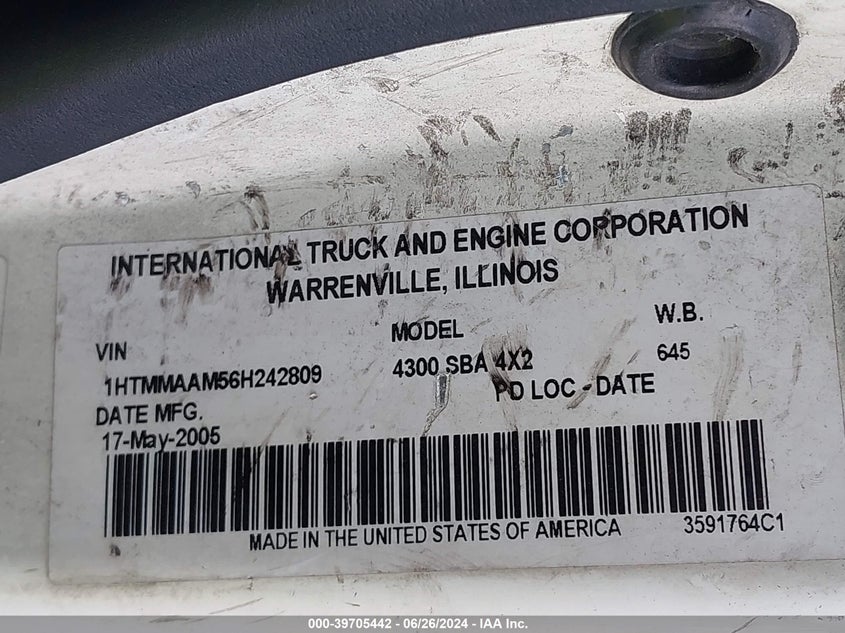 INTERNATIONAL TRUCK AND ENGINE CORPORATION
WARRENVILLE, ILLINOIS
VIN MODEL W.B.
1HTMMAAM56H242809 4300 SBA 4X2 645
DATE MFG. PD LOC - DATE
17-May-2005
MADE IN THE UNITED STATES OF AMERICA 3591764C1
000-39705442 - 06/26/2024 - IAA Inc.